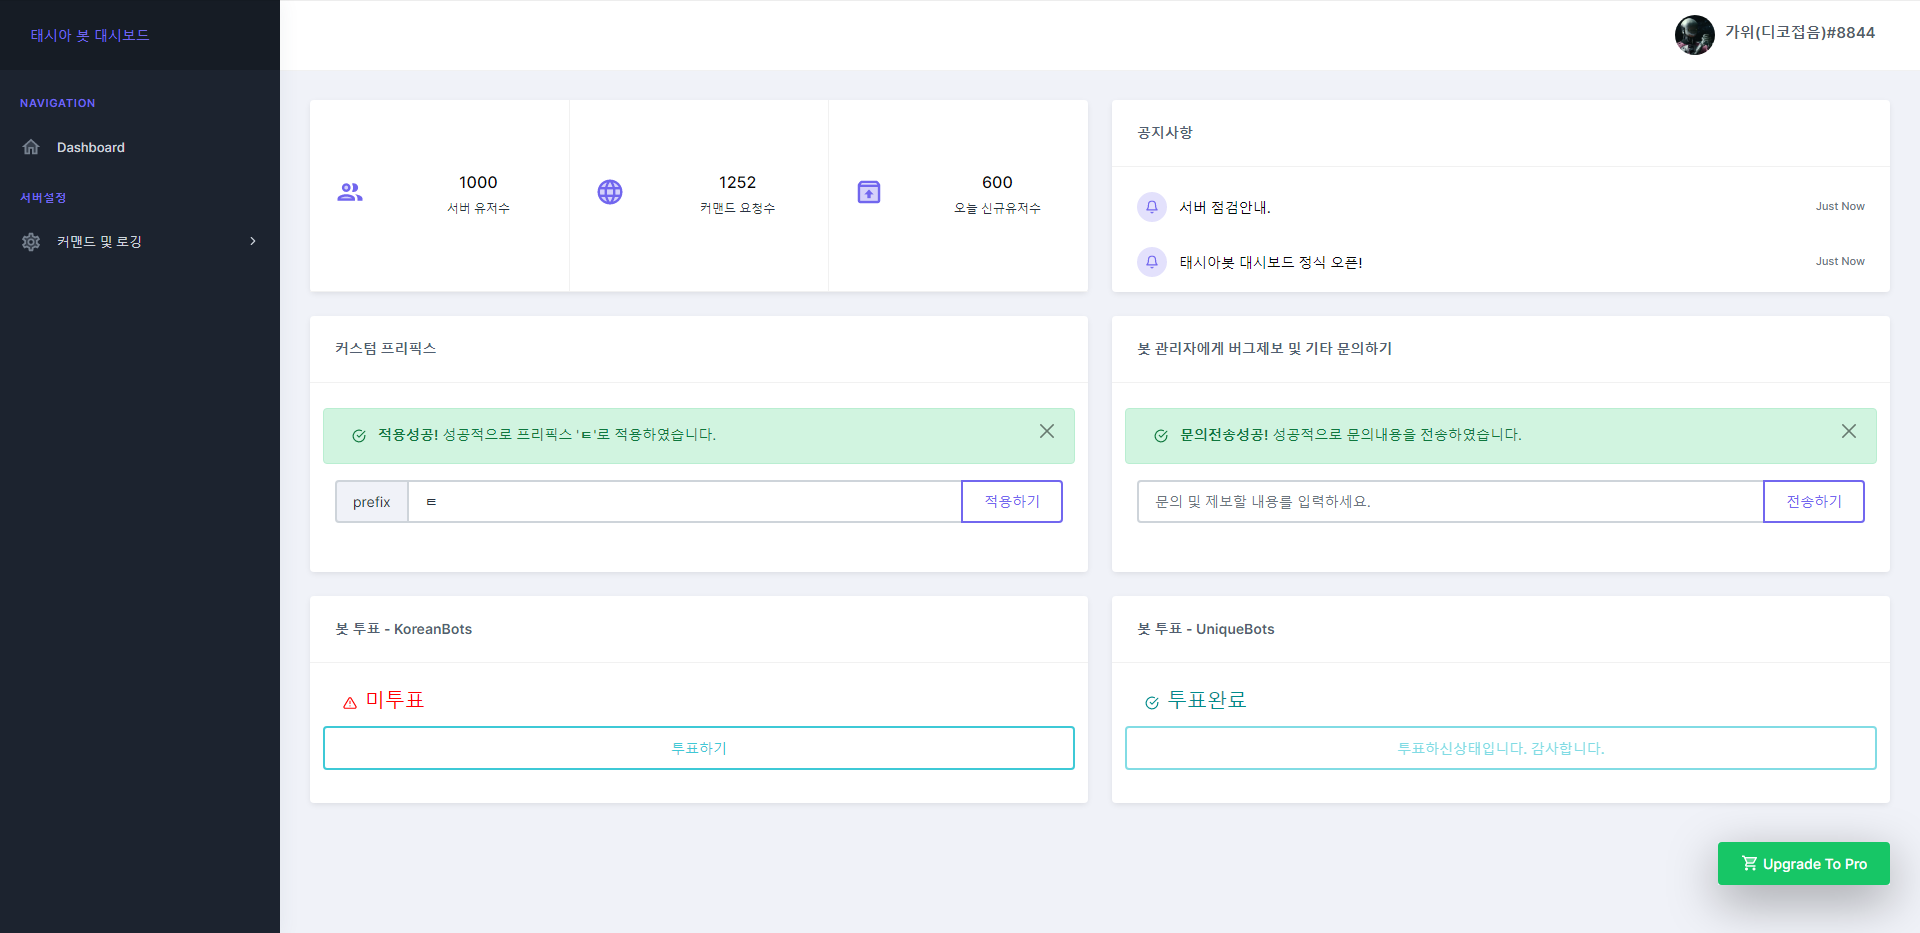 태시아 봇 대시보드
가위(디코접음)#8844
NAVIGATION
Dashboard
서버설정
커맨드 및 로깅
1000
서버 유저수
1252
커맨드 요청수
600
오늘 신규유저수
공지사항
서버 점검안내.
Just Now
태시아봇 대시보드 정식 오픈!
Just Now
커스텀 프리픽스
적용성공! 성공적으로 프리픽스 'ㅌ'로 적용하였습니다.
prefix
ㅌ
적용하기
봇 관리자에게 버그제보 및 기타 문의하기
문의전송성공! 성공적으로 문의내용을 전송하였습니다.
문의 및 제보할 내용를 입력하세요.
전송하기
봇 투표 - KoreanBots
미투표
투표하기
봇 투표 - UniqueBots
투표완료
투표하신상태입니다. 감사합니다.
Upgrade To Pro